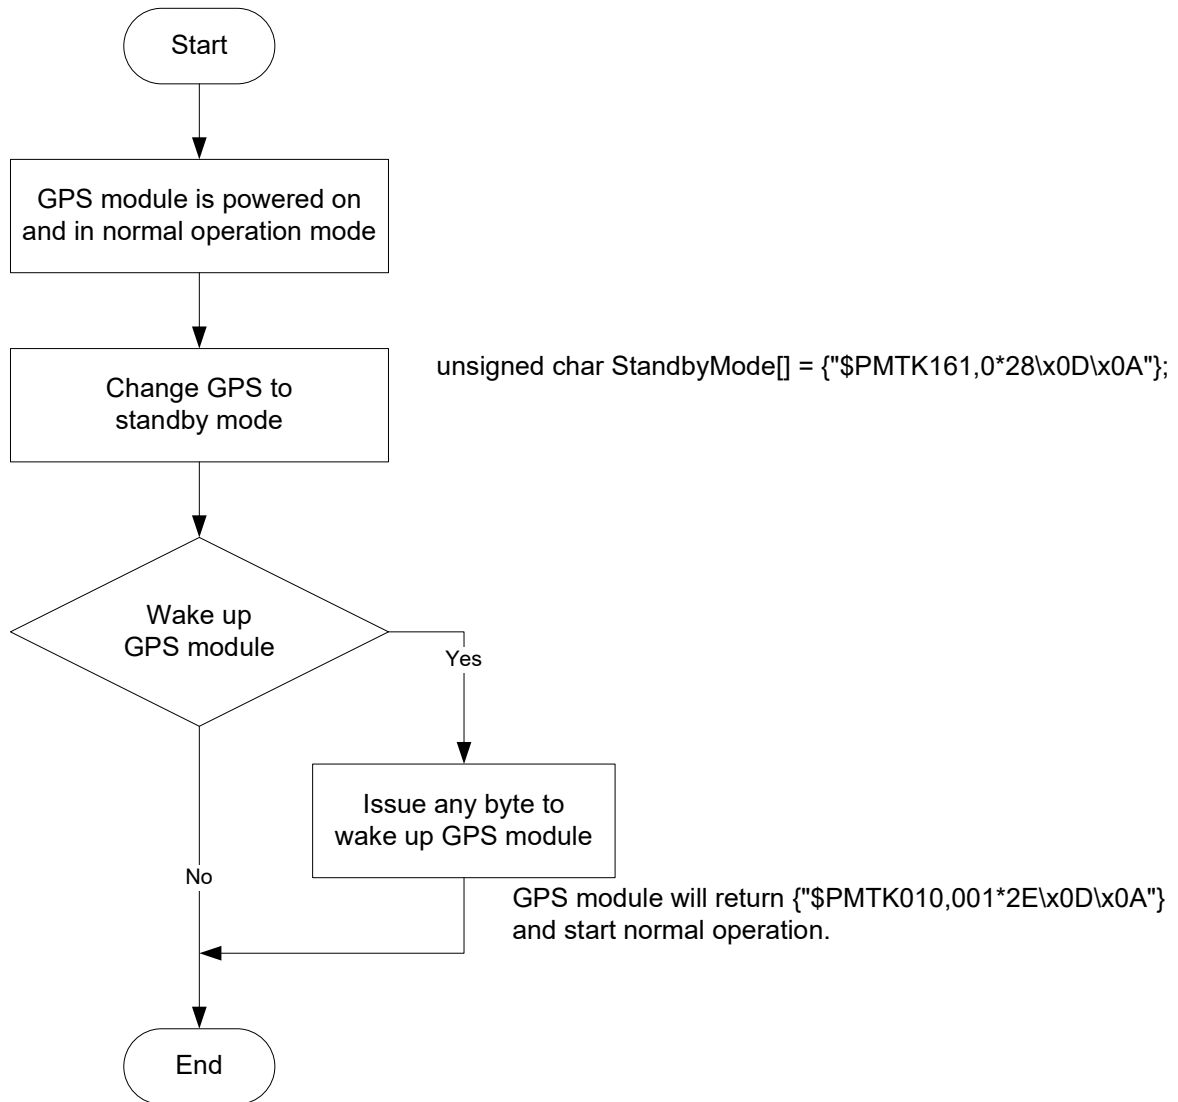 Start
GPS module is powered on
and in normal operation mode
Change GPS to
standby mode
unsigned char StandbyMode[] = {"$PMTK161,0*28\x0D\x0A"};
Wake up
GPS module
Yes
Issue any byte to
wake up GPS module
No
GPS module will return {"$PMTK010,001*2E\x0D\x0A"}
and start normal operation.
End